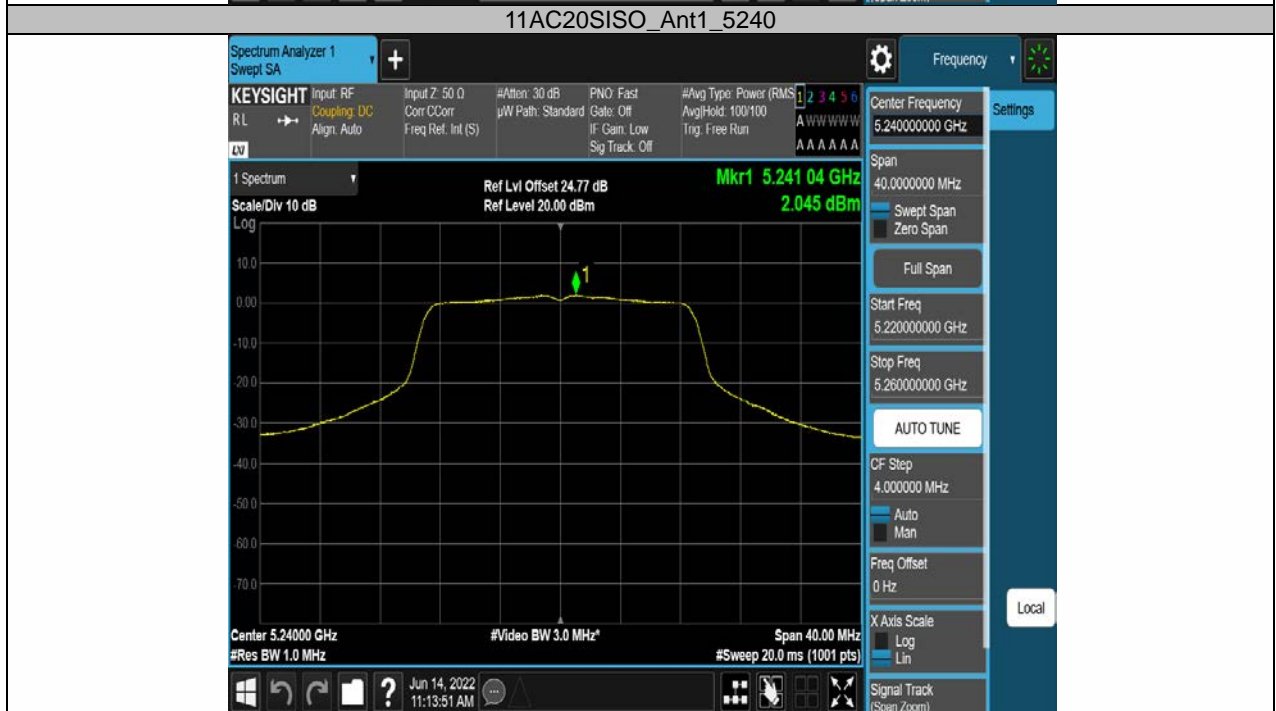 11AC20SISO_Ant1_5240
Spectrum Analyzer 1
Swept SA
+
Frequency
KEYSIGHT
RL
LXI
Input: RF
Coupling: DC
Align: Auto
Input Z: 50 Ω
Corr CCorr
Freq Ref: Int (S)
#Atten: 30 dB
µW Path: Standard
PNO: Fast
Gate: Off
IF Gain: Low
Sig Track: Off
#Avg Type: Power (RMS
Avg|Hold: 100/100
Trig: Free Run
1 2 3 4 5 6
A W W W W W
A A A A A A
1 Spectrum
Scale/Div 10 dB
Log
Ref Lvl Offset 24.77 dB
Ref Level 20.00 dBm
Mkr1 5.241 04 GHz
2.045 dBm
1
10.0
0.00
-10.0
-20.0
-30.0
-40.0
-50.0
-60.0
-70.0
Center 5.24000 GHz
#Res BW 1.0 MHz
#Video BW 3.0 MHz*
Span 40.00 MHz
#Sweep 20.0 ms (1001 pts)
Center Frequency
5.240000000 GHz
Settings
Span
40.0000000 MHz
Swept Span
Zero Span
Full Span
Start Freq
5.220000000 GHz
Stop Freq
5.260000000 GHz
AUTO TUNE
CF Step
4.000000 MHz
Auto
Man
Freq Offset
0 Hz
X Axis Scale
Log
Lin
Local
Signal Track
(Span Zoom)
?
Jun 14, 2022
11:13:51 AM